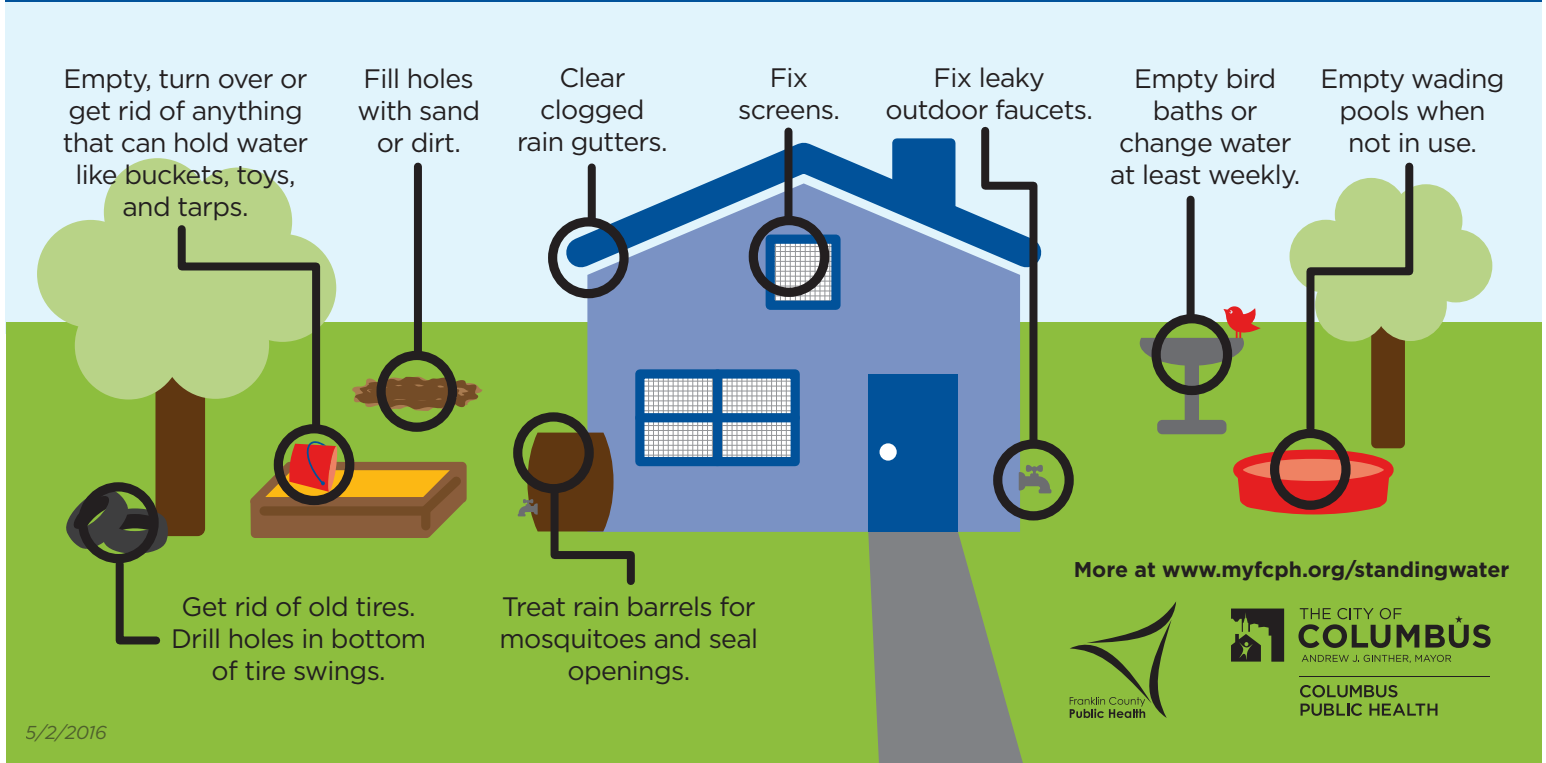 Empty, turn over or
get rid of anything
that can hold water
like buckets, toys,
and tarps.
Fill holes
with sand
or dirt.
Clear
clogged
rain gutters.
Fix
screens.
Fix leaky
outdoor faucets.
Empty bird
baths or
change water
at least weekly.
Empty wading
pools when
not in use.
Get rid of old tires.
Drill holes in bottom
of tire swings.
Treat rain barrels for
mosquitoes and seal
openings.
More at www.myfcph.org/standingwater
Franklin County
Public Health
THE CITY OF
COLUMBUS
ANDREW J. GINTHER, MAYOR
COLUMBUS
PUBLIC HEALTH
5/2/2016